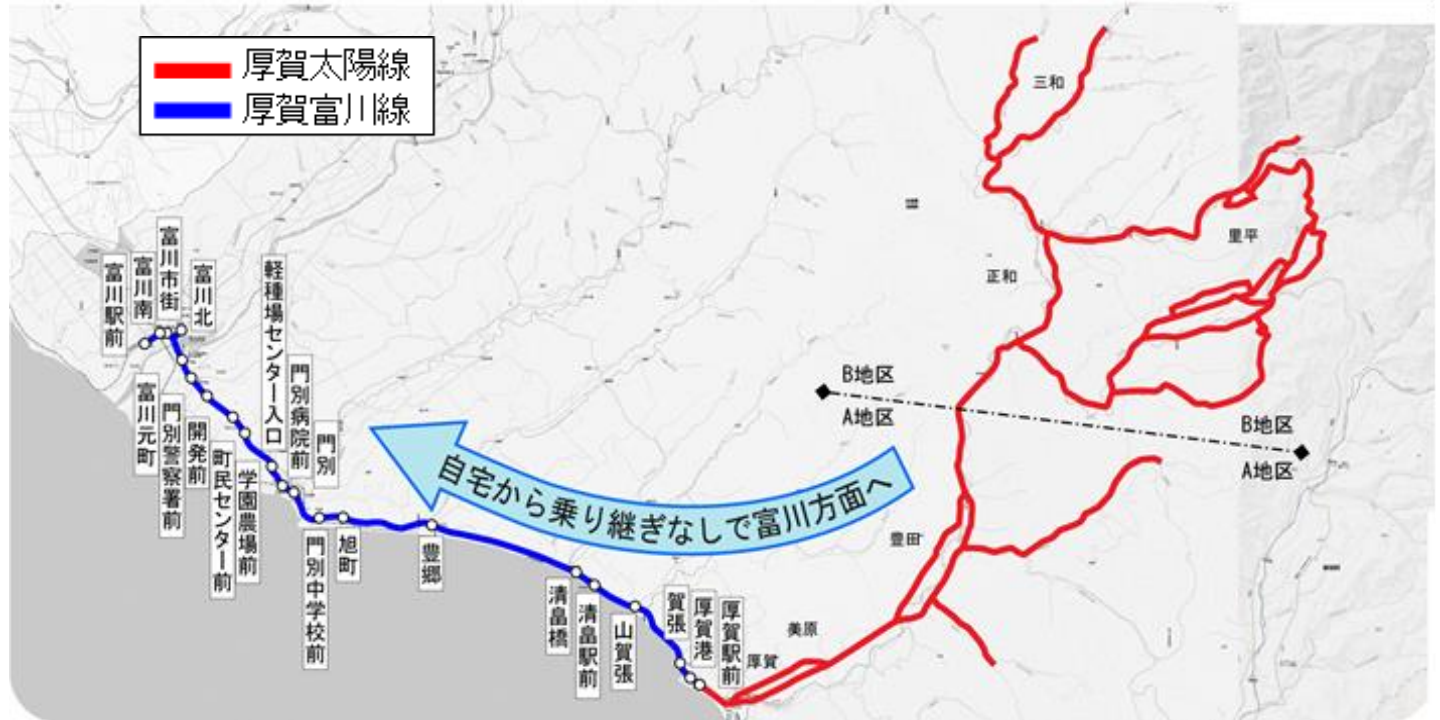 厚賀太陽線
厚賀富川線
三和
里平
正和
B地区
A地区
B地区
A地区
自宅から乗り継ぎなしで富川方面へ
豊田
美原
厚賀
富川駅前
富川南
富川市街
富川北
富川元町
門別警察署前
開発前
町民センター前
学園農場前
軽種場センター入口
門別病院前
門別
門別中学校前
旭町
豊郷
清畠橋
清畠駅前
山賀張
賀張
厚賀港
厚賀駅前